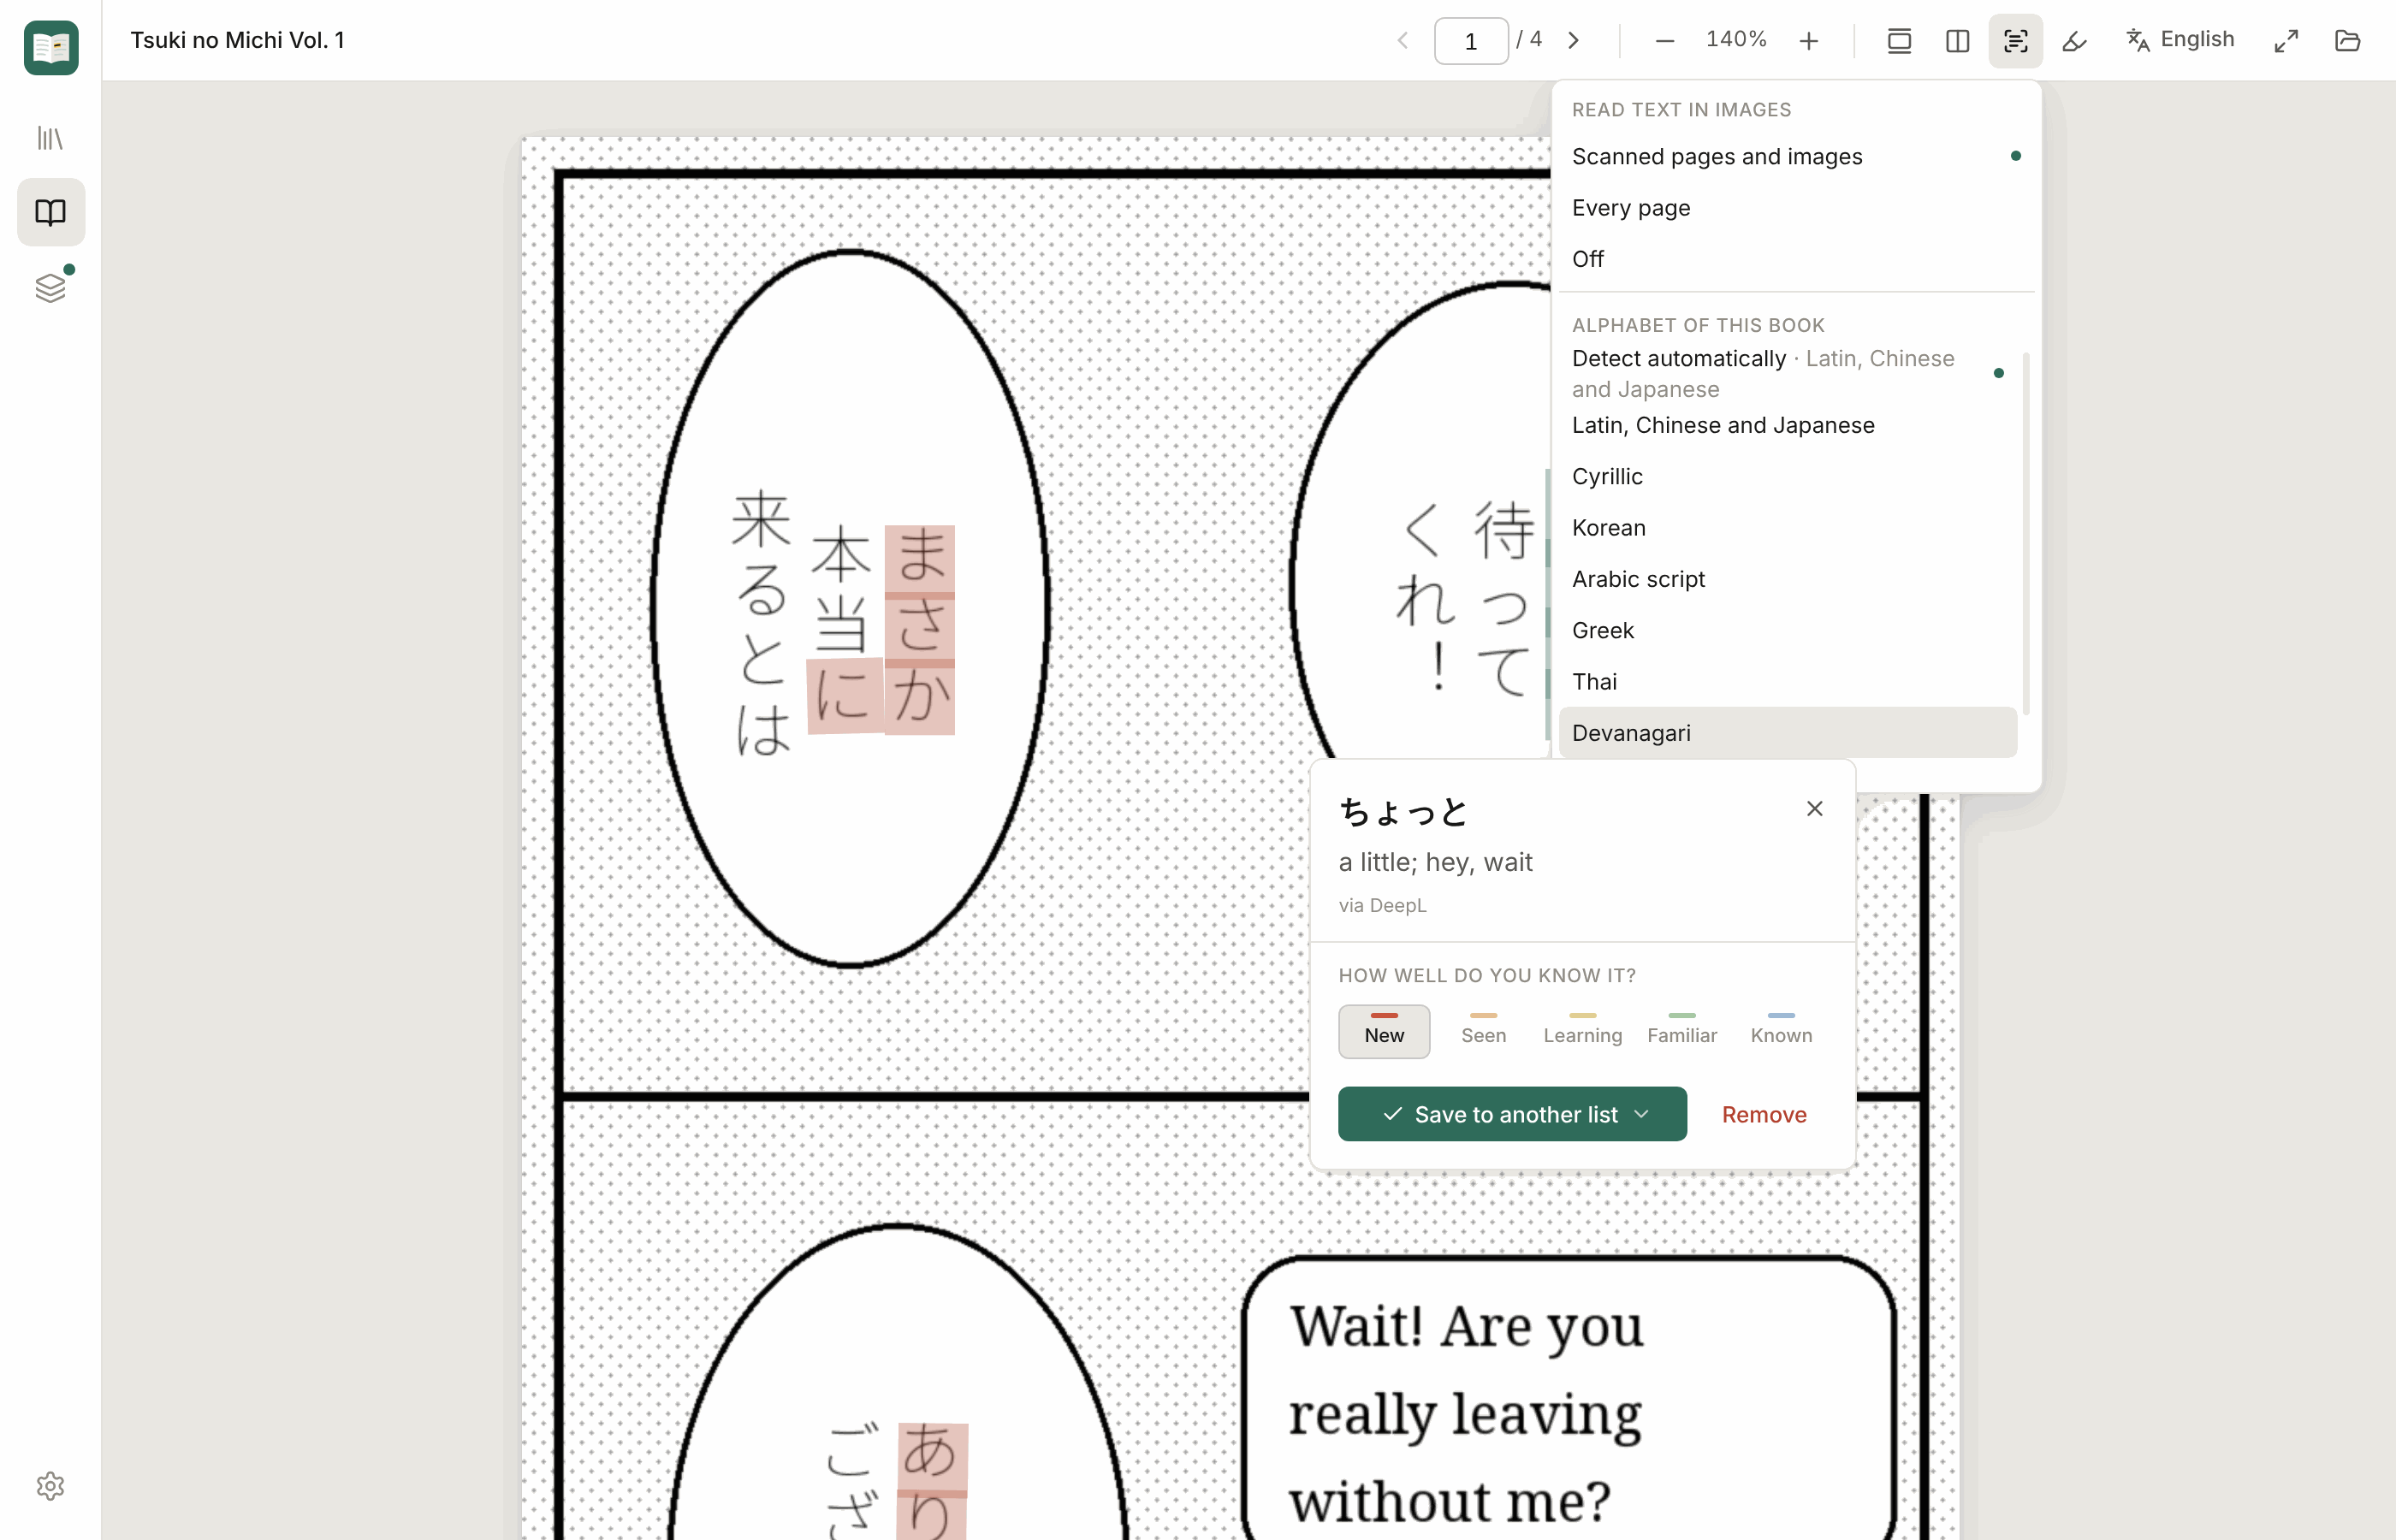 Tsuki no Michi Vol. 1
1 / 4
140%
English
READ TEXT IN IMAGES
Scanned pages and images
Every page
Off
ALPHABET OF THIS BOOK
Detect automatically · Latin, Chinese
and Japanese
Latin, Chinese and Japanese
Cyrillic
Korean
Arabic script
Greek
Thai
Devanagari
待って
くれ！
まさか
本当に
来るとは
ちょっと
a little; hey, wait
via DeepL
HOW WELL DO YOU KNOW IT?
New
Seen
Learning
Familiar
Known
Save to another list
Remove
Wait! Are you
really leaving
without me?
あり
ござ